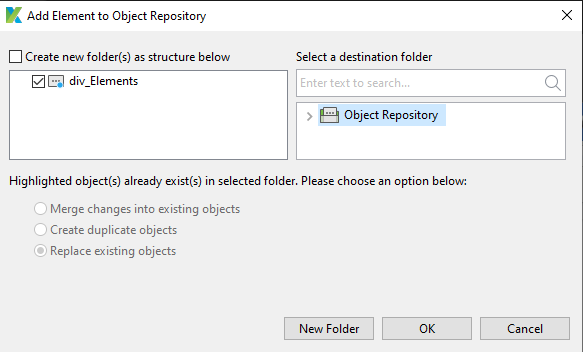 Add Element to Object Repository
Create new folder(s) as structure below
Select a destination folder
div_Elements
Enter text to search...
Object Repository
Highlighted object(s) already exist(s) in selected folder. Please choose an option below:
Merge changes into existing objects
Create duplicate objects
Replace existing objects
New Folder
OK
Cancel